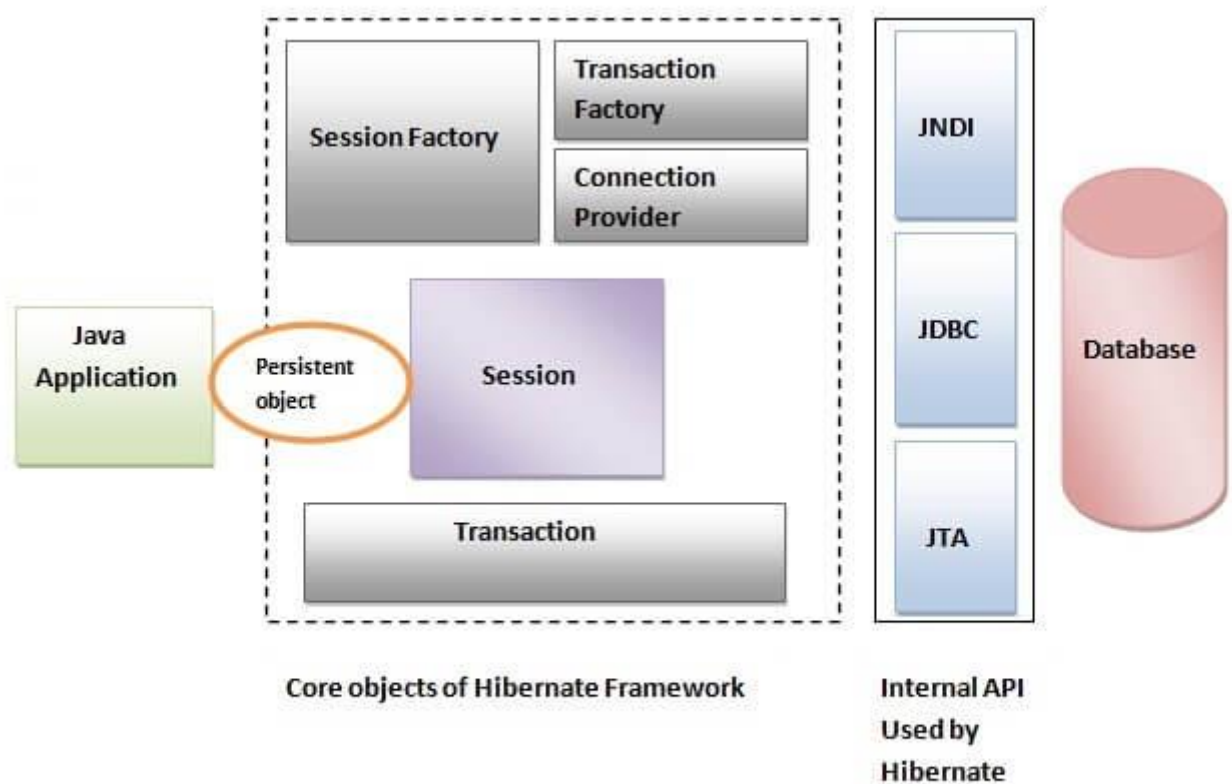 Session Factory
Transaction
Factory
Connection
Provider
JNDI
Java
Application
Persistent
object
Session
JDBC
Database
Transaction
JTA
Core objects of Hibernate Framework
Internal API
Used by
Hibernate